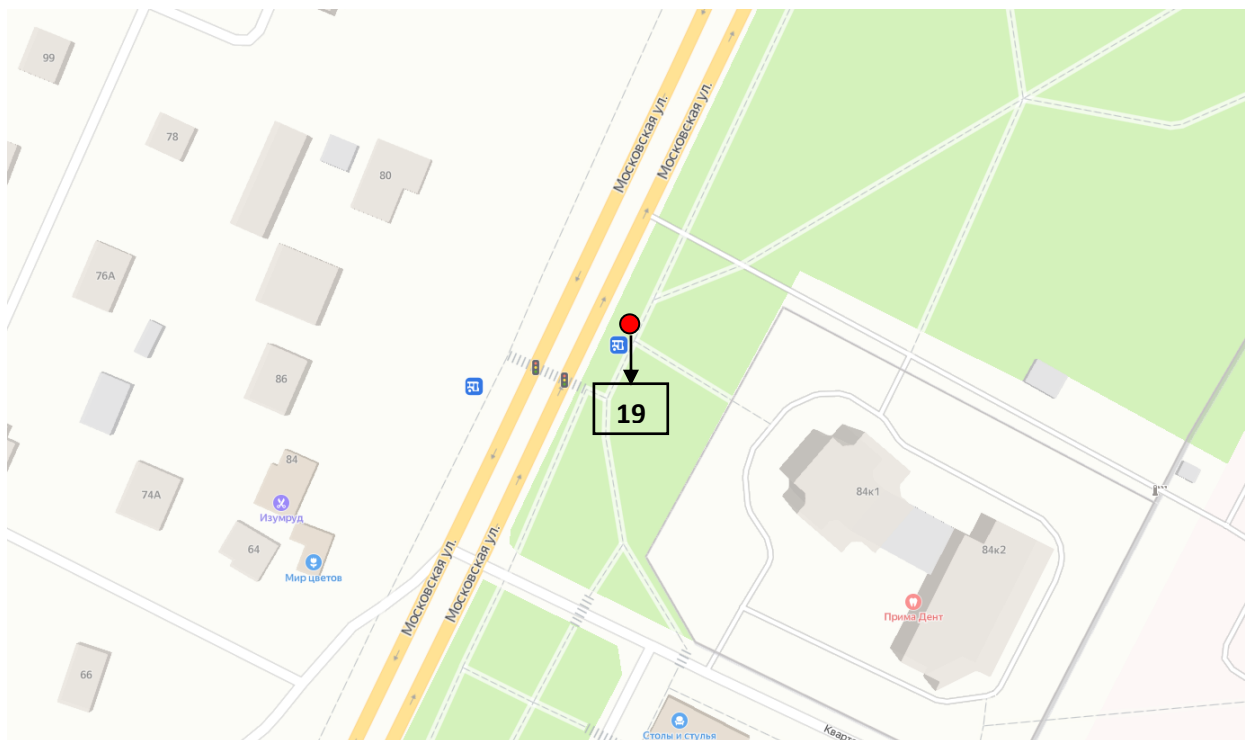 99
78
80
Московская ул.
Московская ул.
76А
86
19
84
Изумруд
74А
64
Мир цветов
84к1
84к2
Прима Дент
Московская ул.
Московская ул.
66
Столы и стулья
Кварта